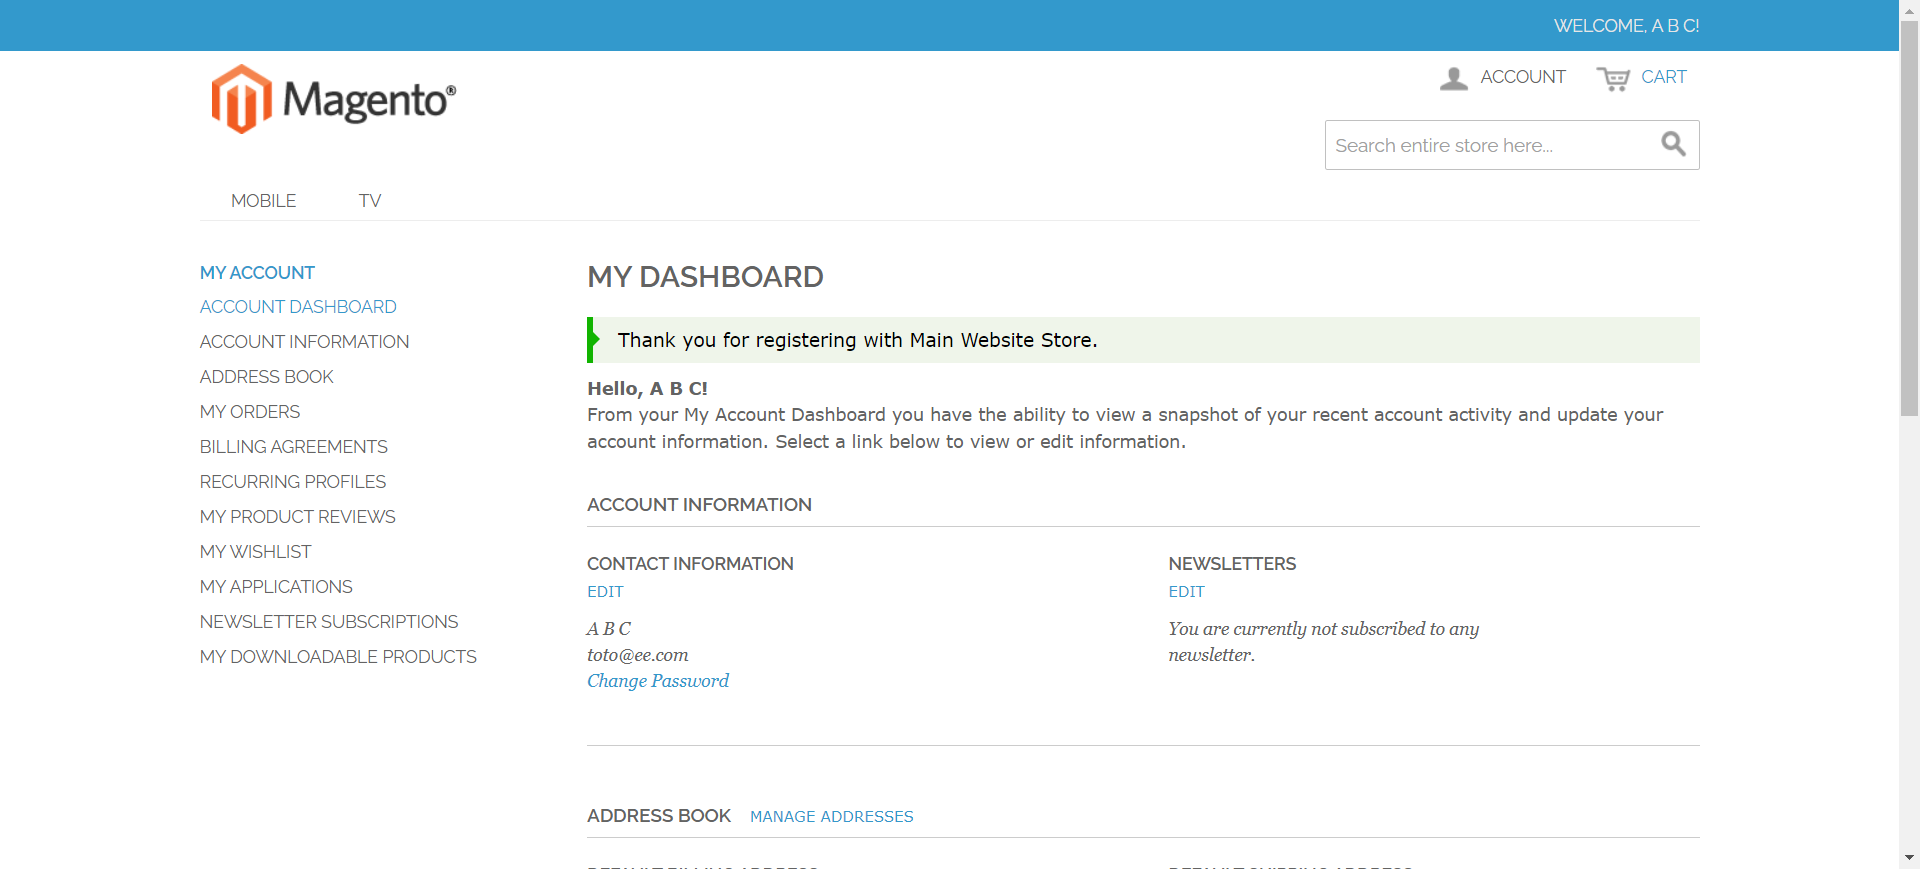 WELCOME, A B C!
Magento®
ACCOUNT
CART
Search entire store here...
MOBILE
TV
MY ACCOUNT
ACCOUNT DASHBOARD
ACCOUNT INFORMATION
ADDRESS BOOK
MY ORDERS
BILLING AGREEMENTS
RECURRING PROFILES
MY PRODUCT REVIEWS
MY WISHLIST
MY APPLICATIONS
NEWSLETTER SUBSCRIPTIONS
MY DOWNLOADABLE PRODUCTS
MY DASHBOARD
Thank you for registering with Main Website Store.
Hello, A B C!
From your My Account Dashboard you have the ability to view a snapshot of your recent account activity and update your
account information. Select a link below to view or edit information.
ACCOUNT INFORMATION
CONTACT INFORMATION
EDIT
A B C
toto@ee.com
Change Password
NEWSLETTERS
EDIT
You are currently not subscribed to any
newsletter.
ADDRESS BOOK MANAGE ADDRESSES